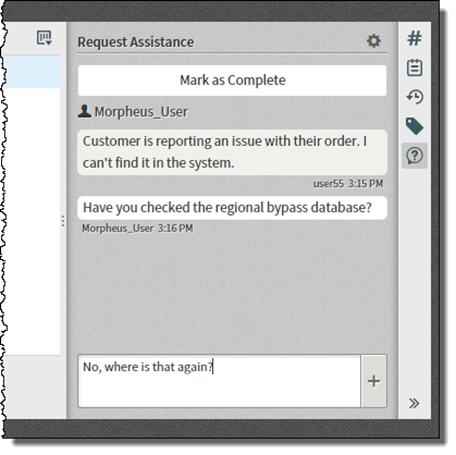 Request Assistance
Mark as Complete
Morpheus_User
Customer is reporting an issue with their order. I
can't find it in the system.
user55 3:15 PM
Have you checked the regional bypass database?
Morpheus_User 3:16 PM
No, where is that again?